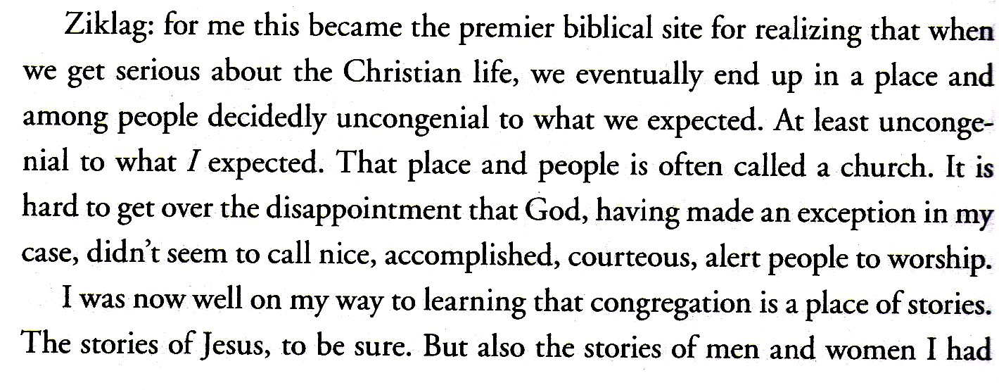 Ziklag: for me this became the premier biblical site for realizing that when
we get serious about the Christian life, we eventually end up in a place and
among people decidedly uncongenial to what we expected. At least unconge-
nial to what I expected. That place and people is often called a church. It is
hard to get over the disappointment that God, having made an exception in my
case, didn’t seem to call nice, accomplished, courteous, alert people to worship.
I was now well on my way to learning that congregation is a place of stories.
The stories of Jesus, to be sure. But also the stories of men and women I had